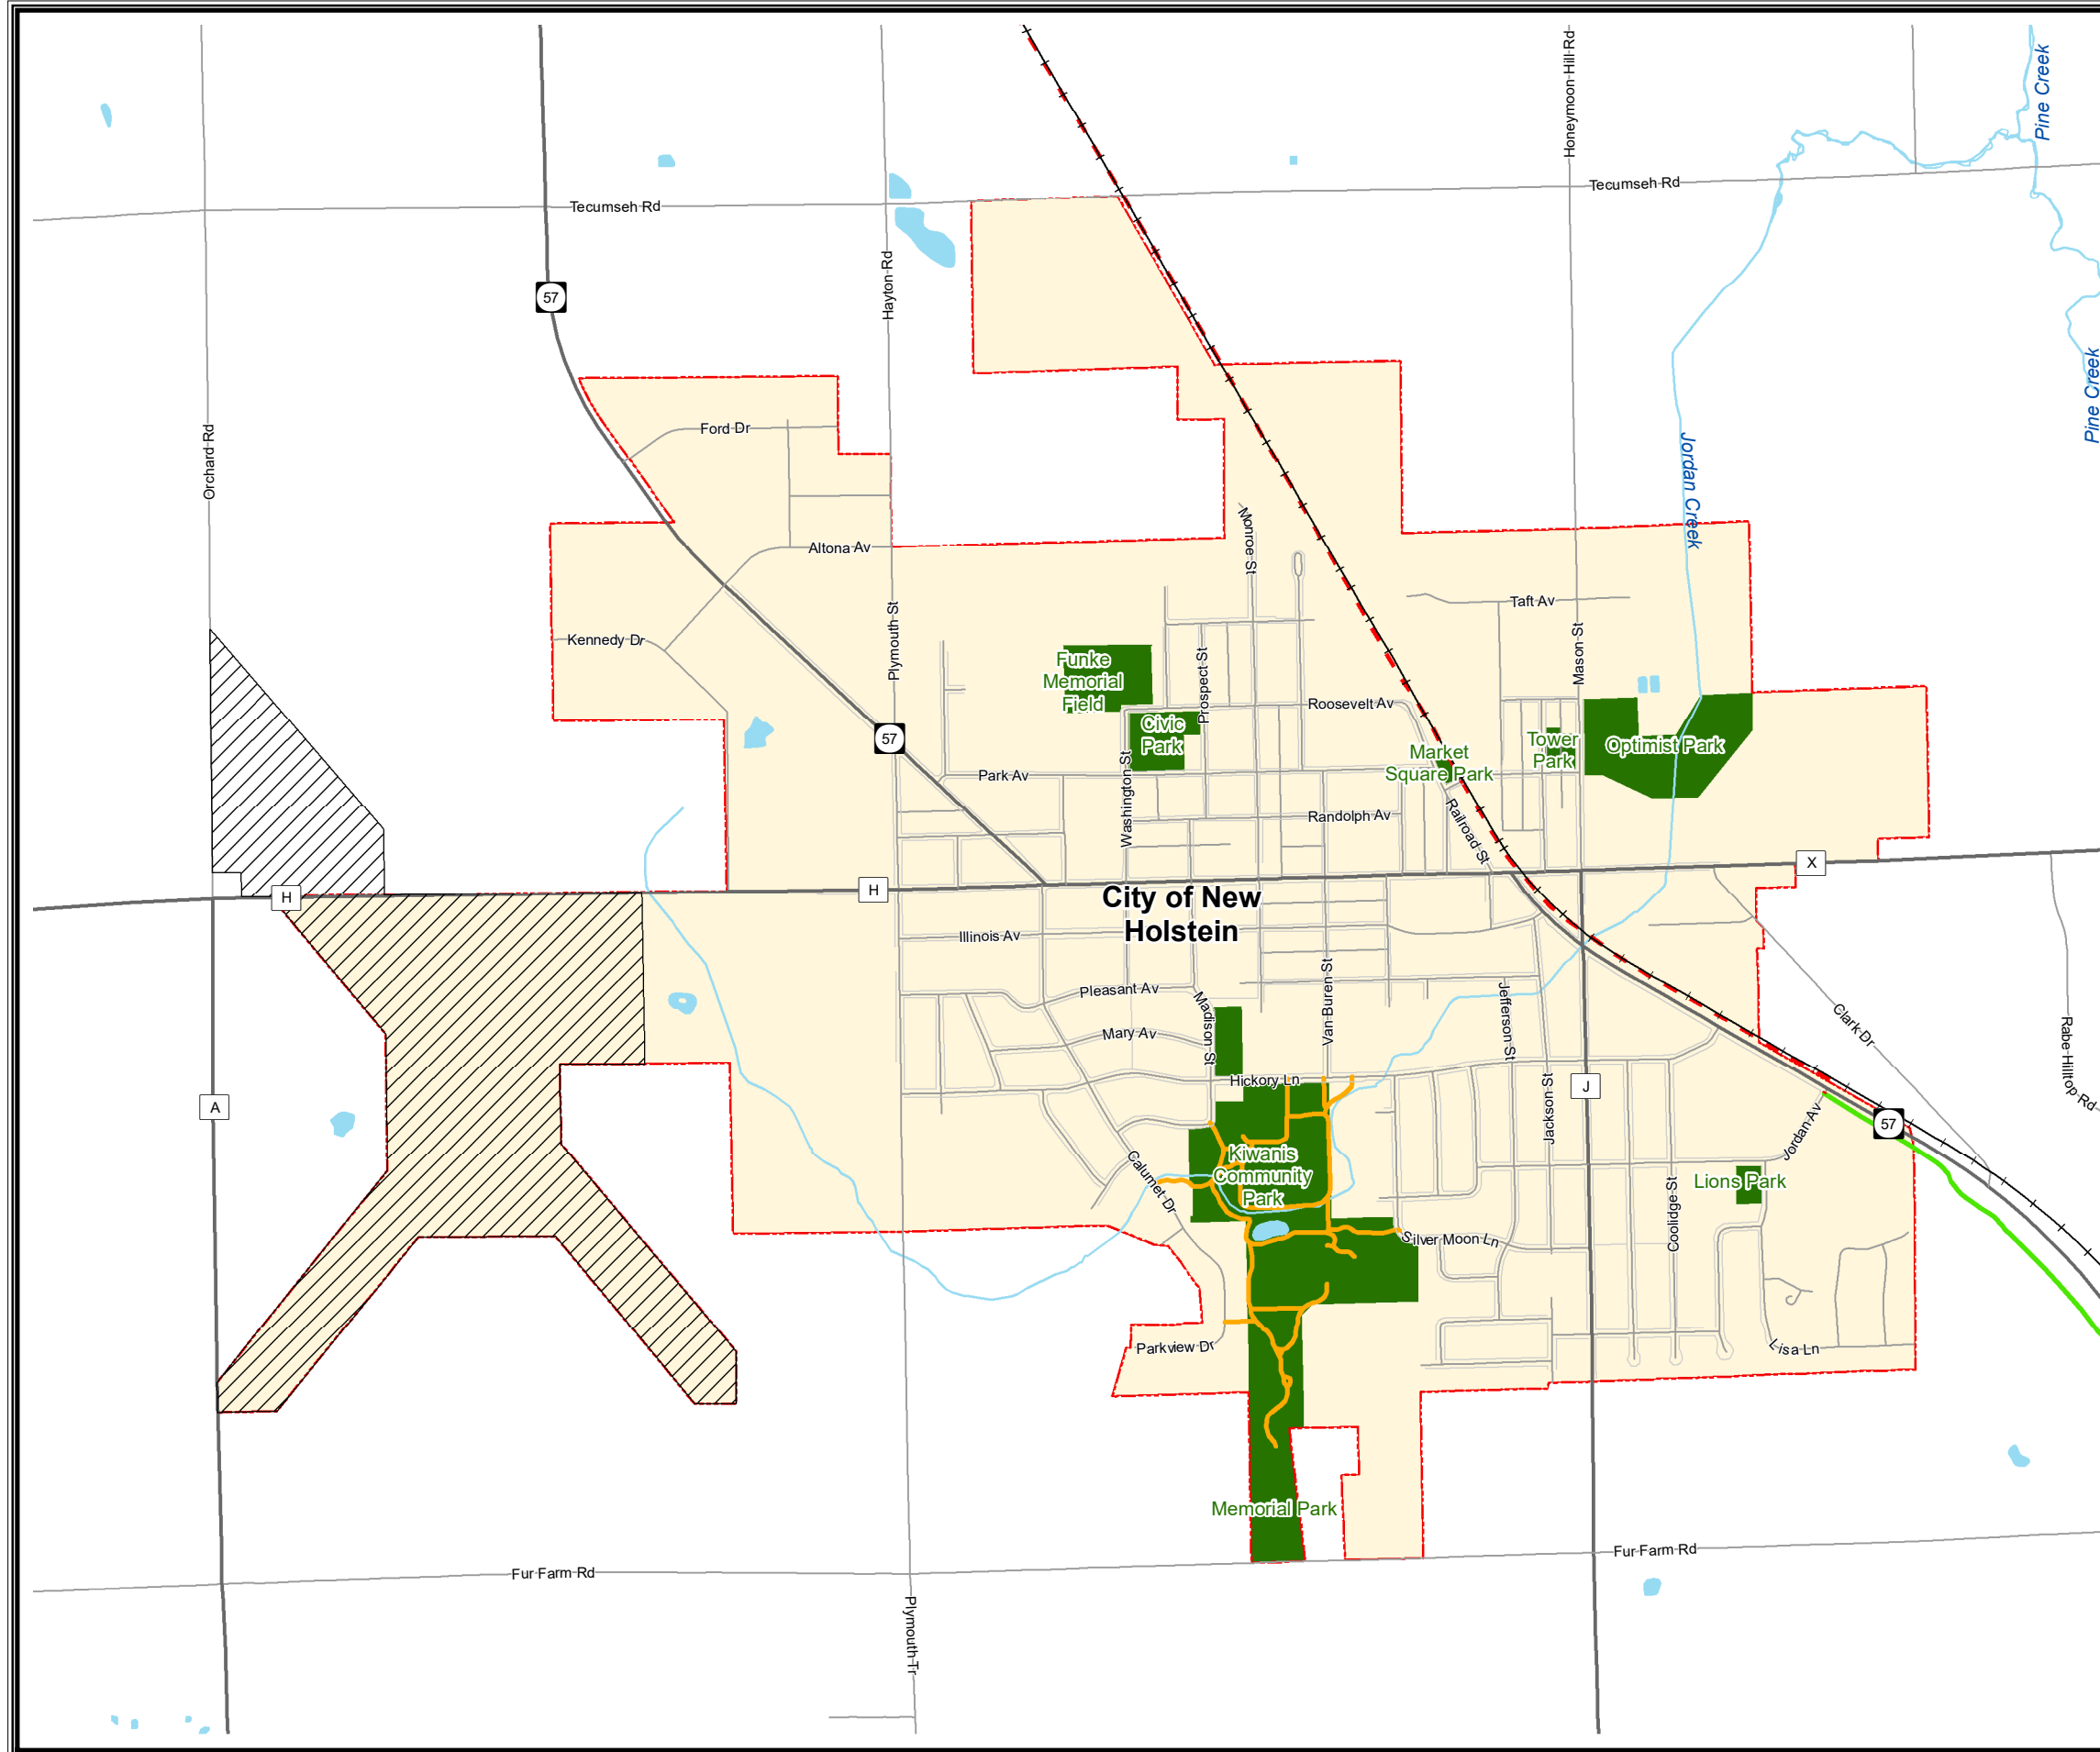 Honeymoon Hill Rd
Pine Creek
Tecumseh Rd
Tecumseh Rd
Hayton Rd
57
Pine Creek
Orchard Rd
Ford Dr
Jordan Creek
Monroe St
Altona Av
Taft Av
Kennedy Dr
Plymouth St
Mason St
Funke
Memorial
Field
Prospect St
Roosevelt Av
Civic
Park
57
Market
Square Park
Tower
Park
Optimist Park
Park Av
Washington St
Randolph Av
Railroad St
X
H
H
City of New
Holstein
Illinois Av
Pleasant Av
Madison St
Van Buren St
Jefferson St
Clark Dr
Rabe Hilltop Rd
Mary Av
Hickory Ln
A
J
Jackson St
57
Jordan Av
Kiwanis
Community
Park
Calumet Dr
Lions Park
Coolidge St
Silver Moon Ln
Parkview Dr
Lisa Ln
Memorial Park
Fur Farm Rd
Fur Farm Rd
Plymouth Tr